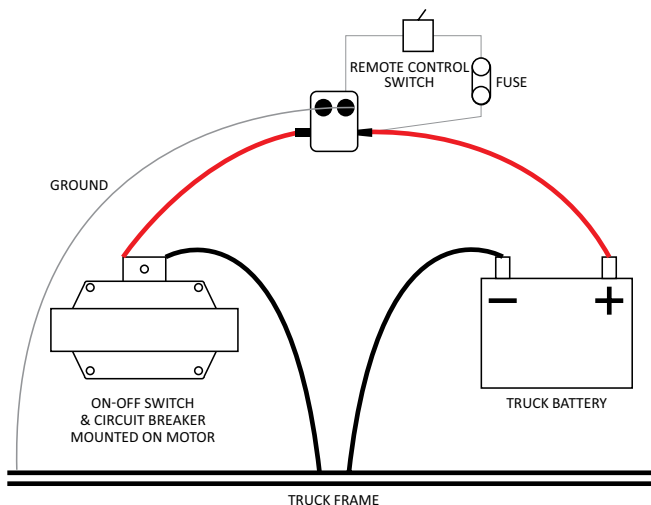 REMOTE CONTROL
SWITCH
FUSE
GROUND
ON-OFF SWITCH
& CIRCUIT BREAKER
MOUNTED ON MOTOR
TRUCK BATTERY
TRUCK FRAME